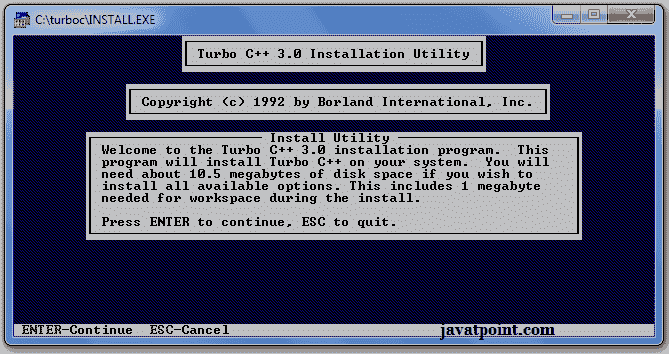 C:\turboc\INSTALL.EXE
Turbo C++ 3.0 Installation Utility
Copyright (c) 1992 by Borland International, Inc.
Install Utility
Welcome to the Turbo C++ 3.0 installation program.  This
program will install Turbo C++ on your system.  You will
need about 10.5 megabytes of disk space if you wish to
install all available options. This includes 1 megabyte
needed for workspace during the install.
Press ENTER to continue, ESC to quit.
ENTER-Continue  ESC-Cancel
javatpoint.com